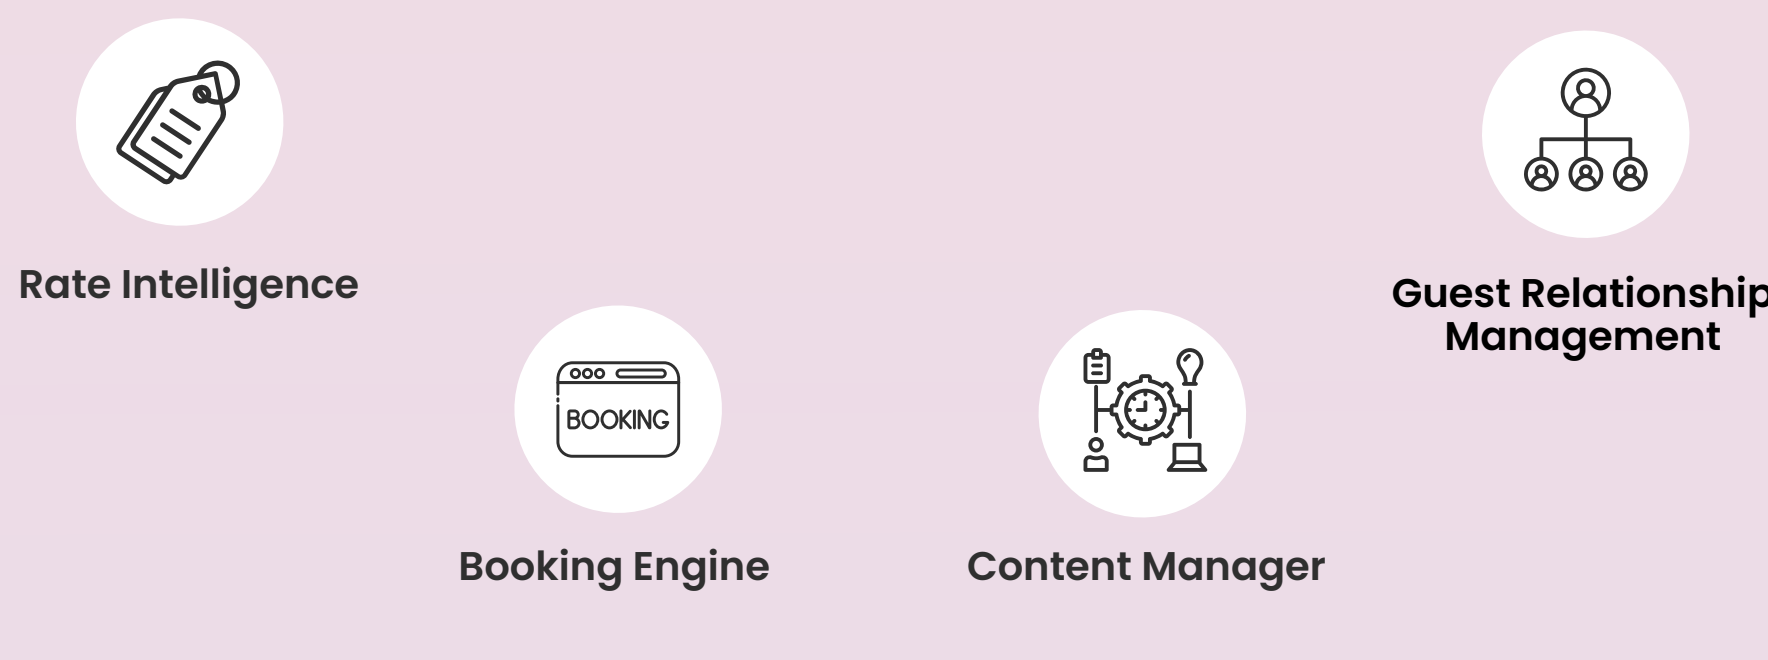 Rate Intelligence
BOOKING
Booking Engine
Content Manager
Guest Relationship
Management